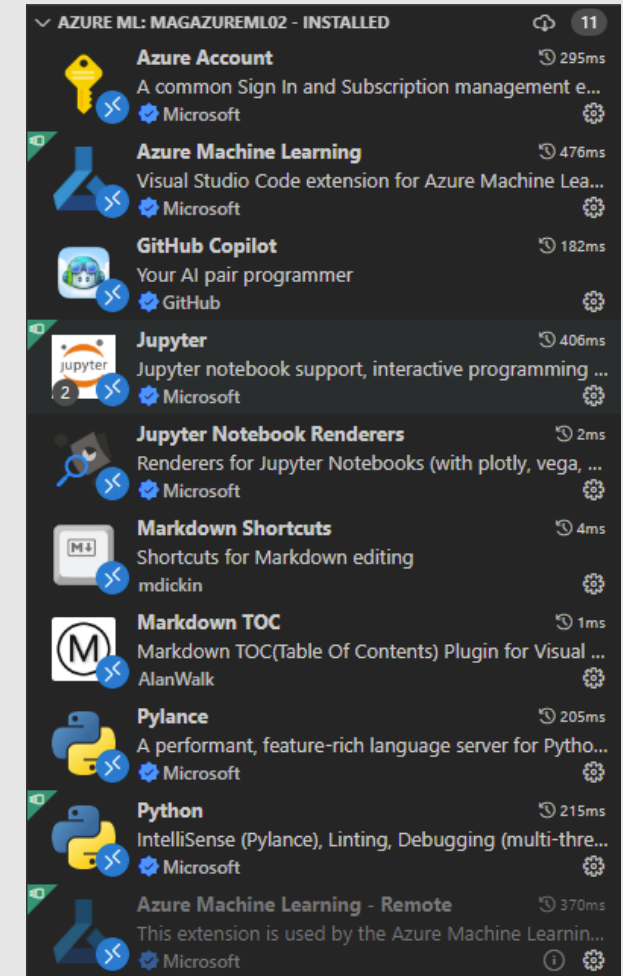 AZURE ML: MAGAZUREML02 - INSTALLED 11
Azure Account 295ms
A common Sign In and Subscription management e...
Microsoft
Azure Machine Learning 476ms
Visual Studio Code extension for Azure Machine Lea...
Microsoft
GitHub Copilot 182ms
Your AI pair programmer
GitHub
Jupyter 406ms
jupyter
Jupyter notebook support, interactive programming ...
2 Microsoft
Jupyter Notebook Renderers 2ms
Renderers for Jupyter Notebooks (with plotly, vega, ...
Microsoft
Markdown Shortcuts 4ms
M
Shortcuts for Markdown editing
mdickin
Markdown TOC 1ms
M
Markdown TOC(Table Of Contents) Plugin for Visual ...
AlanWalk
Pylance 205ms
A performant, feature-rich language server for Pytho...
Microsoft
Python 215ms
IntelliSense (Pylance), Linting, Debugging (multi-thre...
Microsoft
Azure Machine Learning - Remote 370ms
This extension is used by the Azure Machine Learnin...
Microsoft